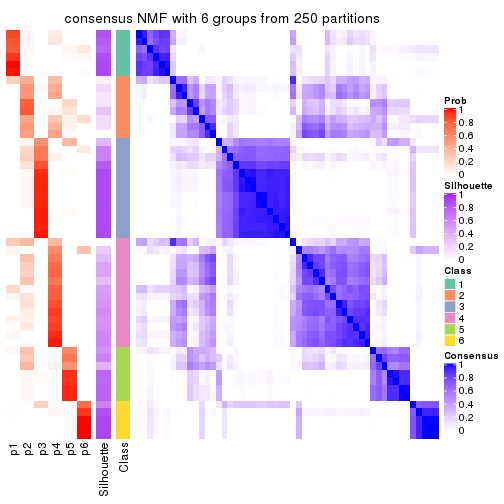 consensus NMF with 6 groups from 250 partitions
Prob
1
0.8
0.6
0.4
0.2
0
Silhouette
1
0.8
0.6
0.4
0.2
0
Class
1
2
3
4
5
6
Consensus
1
0.8
0.6
0.4
0.2
0
p1
p2
p3
p4
p5
p6
Silhouette
Class